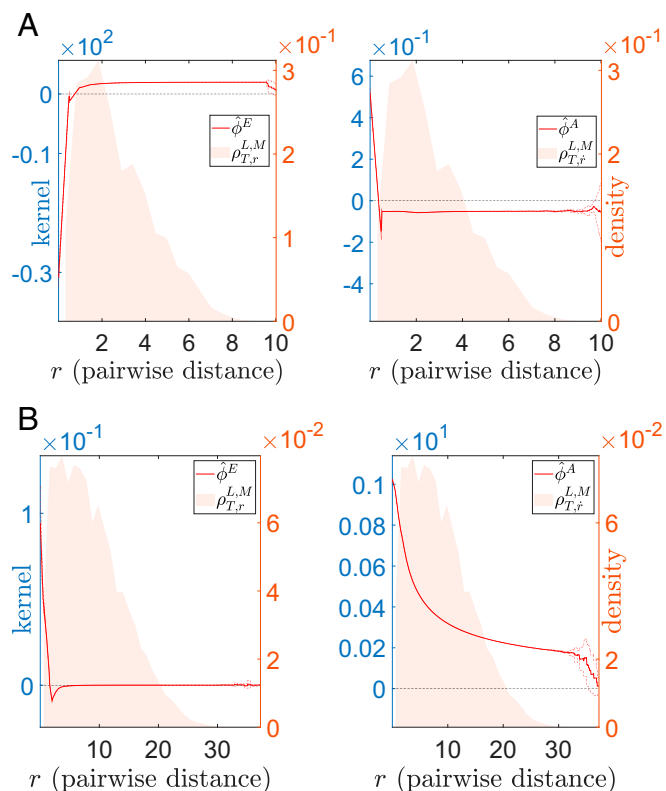 A
×10^2
×10^-1
0
-0.1
-0.3
kernel
3
2
1
0
2 4 6 8 10
r (pairwise distance)
ϕ̂^E
ρ_{T,r}^{L,M}
×10^-1
×10^-1
6
4
2
0
-2
-4
3
2
1
0
density
2 4 6 8 10
r (pairwise distance)
ϕ̂^A
ρ_{T,ṙ}^{L,M}
B
×10^-1
×10^-2
1
0
kernel
6
4
2
0
10 20 30
r (pairwise distance)
ϕ̂^E
ρ_{T,r}^{L,M}
×10^1
×10^-2
0.1
0.08
0.06
0.04
0.02
0
6
4
2
0
density
10 20 30
r (pairwise distance)
ϕ̂^A
ρ_{T,ṙ}^{L,M}